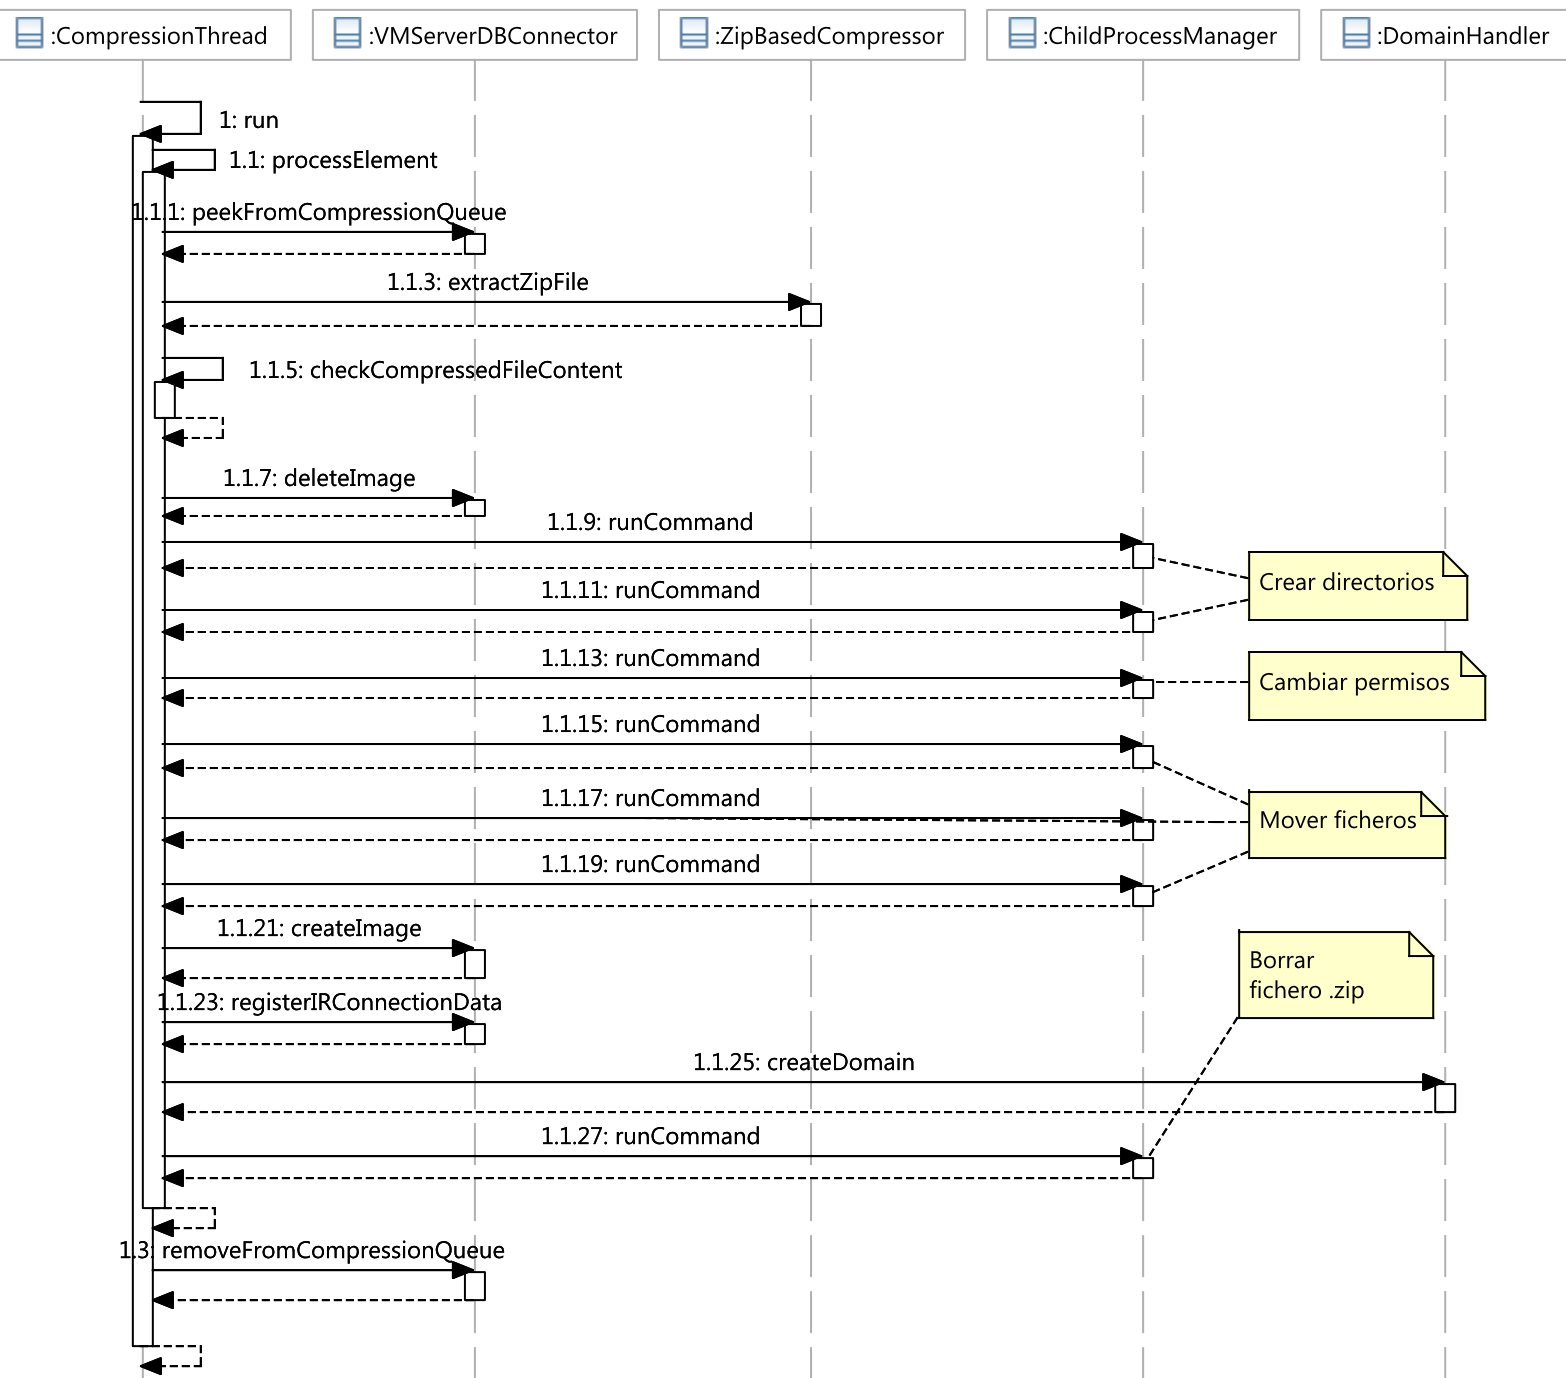 :CompressionThread
:VMServerDBConnector
:ZipBasedCompressor
:ChildProcessManager
:DomainHandler
1: run
1.1: processElement
1.1.1: peekFromCompressionQueue
1.1.3: extractZipFile
1.1.5: checkCompressedFileContent
1.1.7: deleteImage
1.1.9: runCommand
Crear directorios
1.1.11: runCommand
1.1.13: runCommand
Cambiar permisos
1.1.15: runCommand
1.1.17: runCommand
Mover ficheros
1.1.19: runCommand
1.1.21: createImage
Borrar
fichero .zip
1.1.23: registerIRConnectionData
1.1.25: createDomain
1.1.27: runCommand
1.3: removeFromCompressionQueue